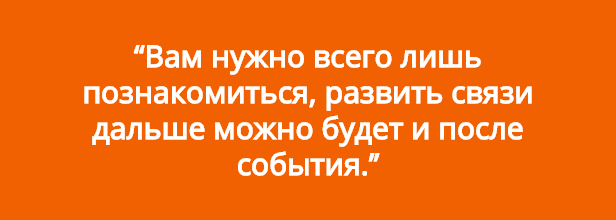 “Вам нужно всего лишь
познакомиться, развить связи
дальше можно будет и после
события.”